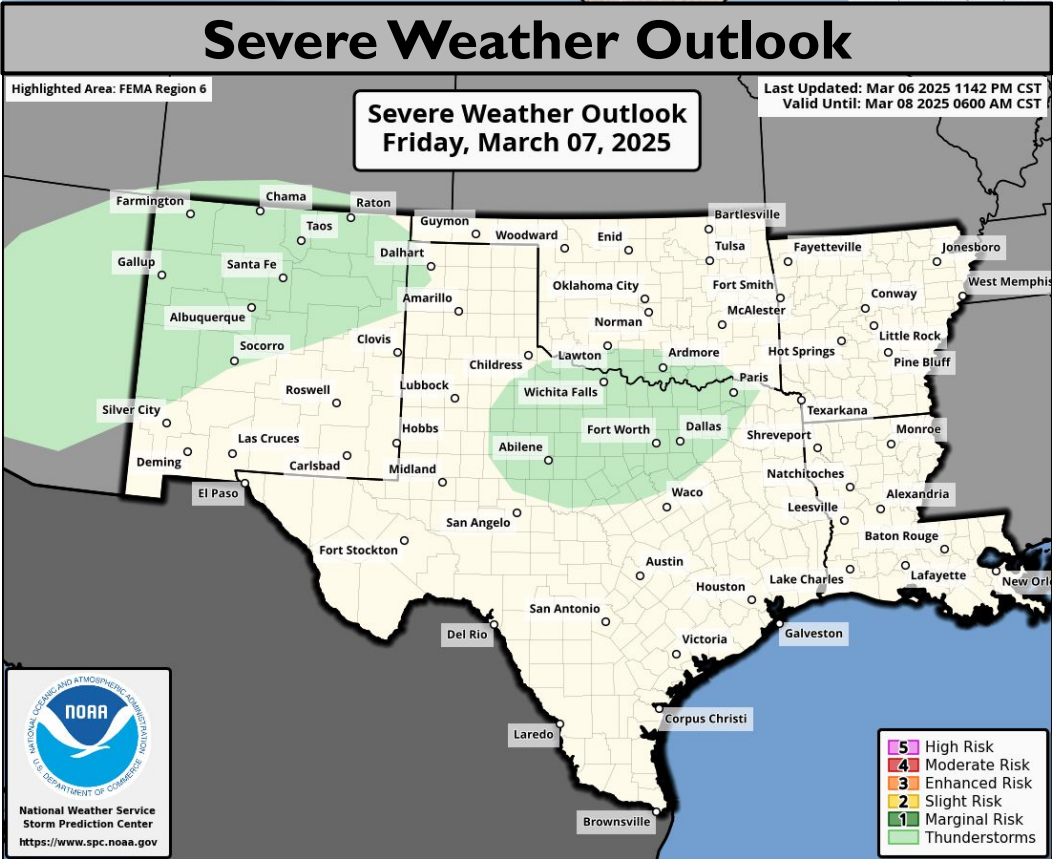 Severe Weather Outlook
Highlighted Area: FEMA Region 6
Last Updated: Mar 06 2025 1142 PM CST
Valid Until: Mar 08 2025 0600 AM CST
Severe Weather Outlook
Friday, March 07, 2025
Farmington
Chama
Raton
Taos
Guymon
Woodward
Enid
Bartlesville
Tulsa
Fayetteville
Jonesboro
Gallup
Santa Fe
Dalhart
Oklahoma City
Fort Smith
Conway
West Memphis
Albuquerque
Amarillo
Norman
McAlester
Little Rock
Socorro
Clovis
Childress
Lawton
Ardmore
Hot Springs
Pine Bluff
Roswell
Lubbock
Wichita Falls
Paris
Texarkana
Silver City
Las Cruces
Hobbs
Abilene
Fort Worth
Dallas
Shreveport
Monroe
Deming
Carlsbad
Midland
Natchitoches
El Paso
Waco
Leesville
Alexandria
San Angelo
Baton Rouge
Fort Stockton
Austin
Houston
Lake Charles
Lafayette
New Orl
San Antonio
Del Rio
Victoria
Galveston
Laredo
Corpus Christi
Brownsville
NATIONAL OCEANIC AND ATMOSPHERIC ADMINISTRATION
NOAA
U.S. DEPARTMENT OF COMMERCE
National Weather Service
Storm Prediction Center
https://www.spc.noaa.gov
5 High Risk
4 Moderate Risk
3 Enhanced Risk
2 Slight Risk
1 Marginal Risk
Thunderstorms